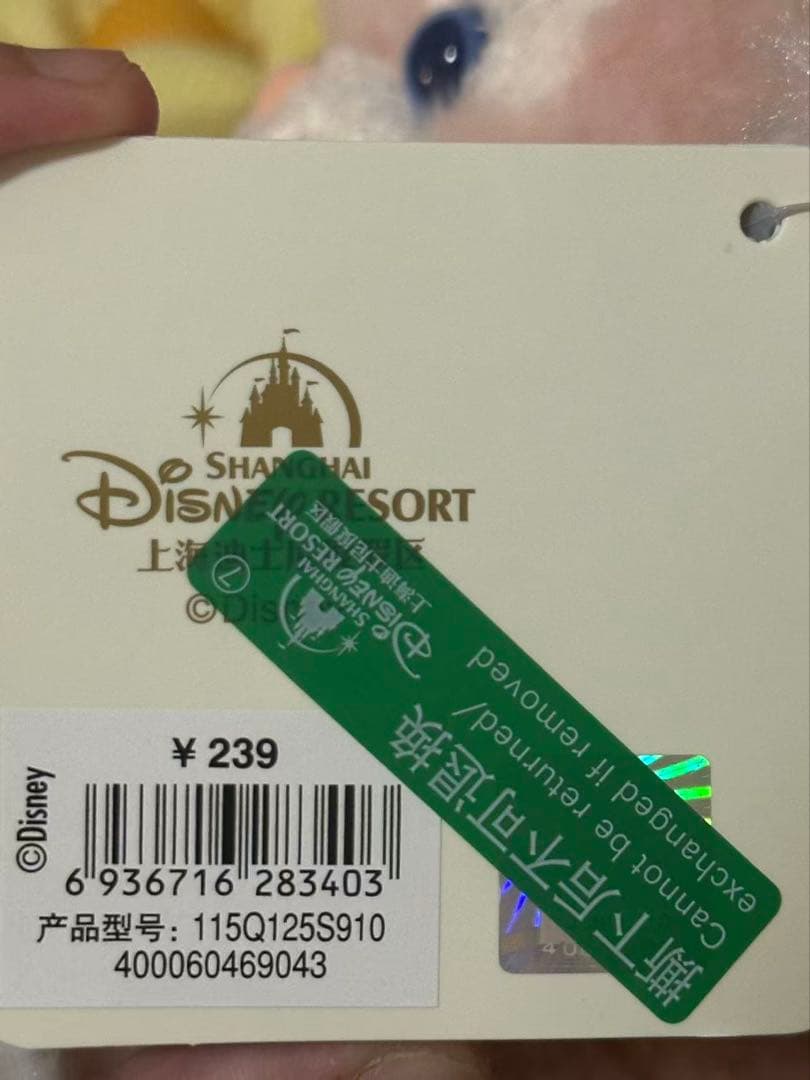 SHANGHAI
DISNEY RESORT
上海迪士尼度假区
©Disney
⑦
SHANGHAI
DISNEY RESORT
上海迪士尼度假区
撕下后不可退换
Cannot be returned/
exchanged if removed
¥ 239
©Disney
6 936716 283403
产品型号: 115Q125S910
400060469043